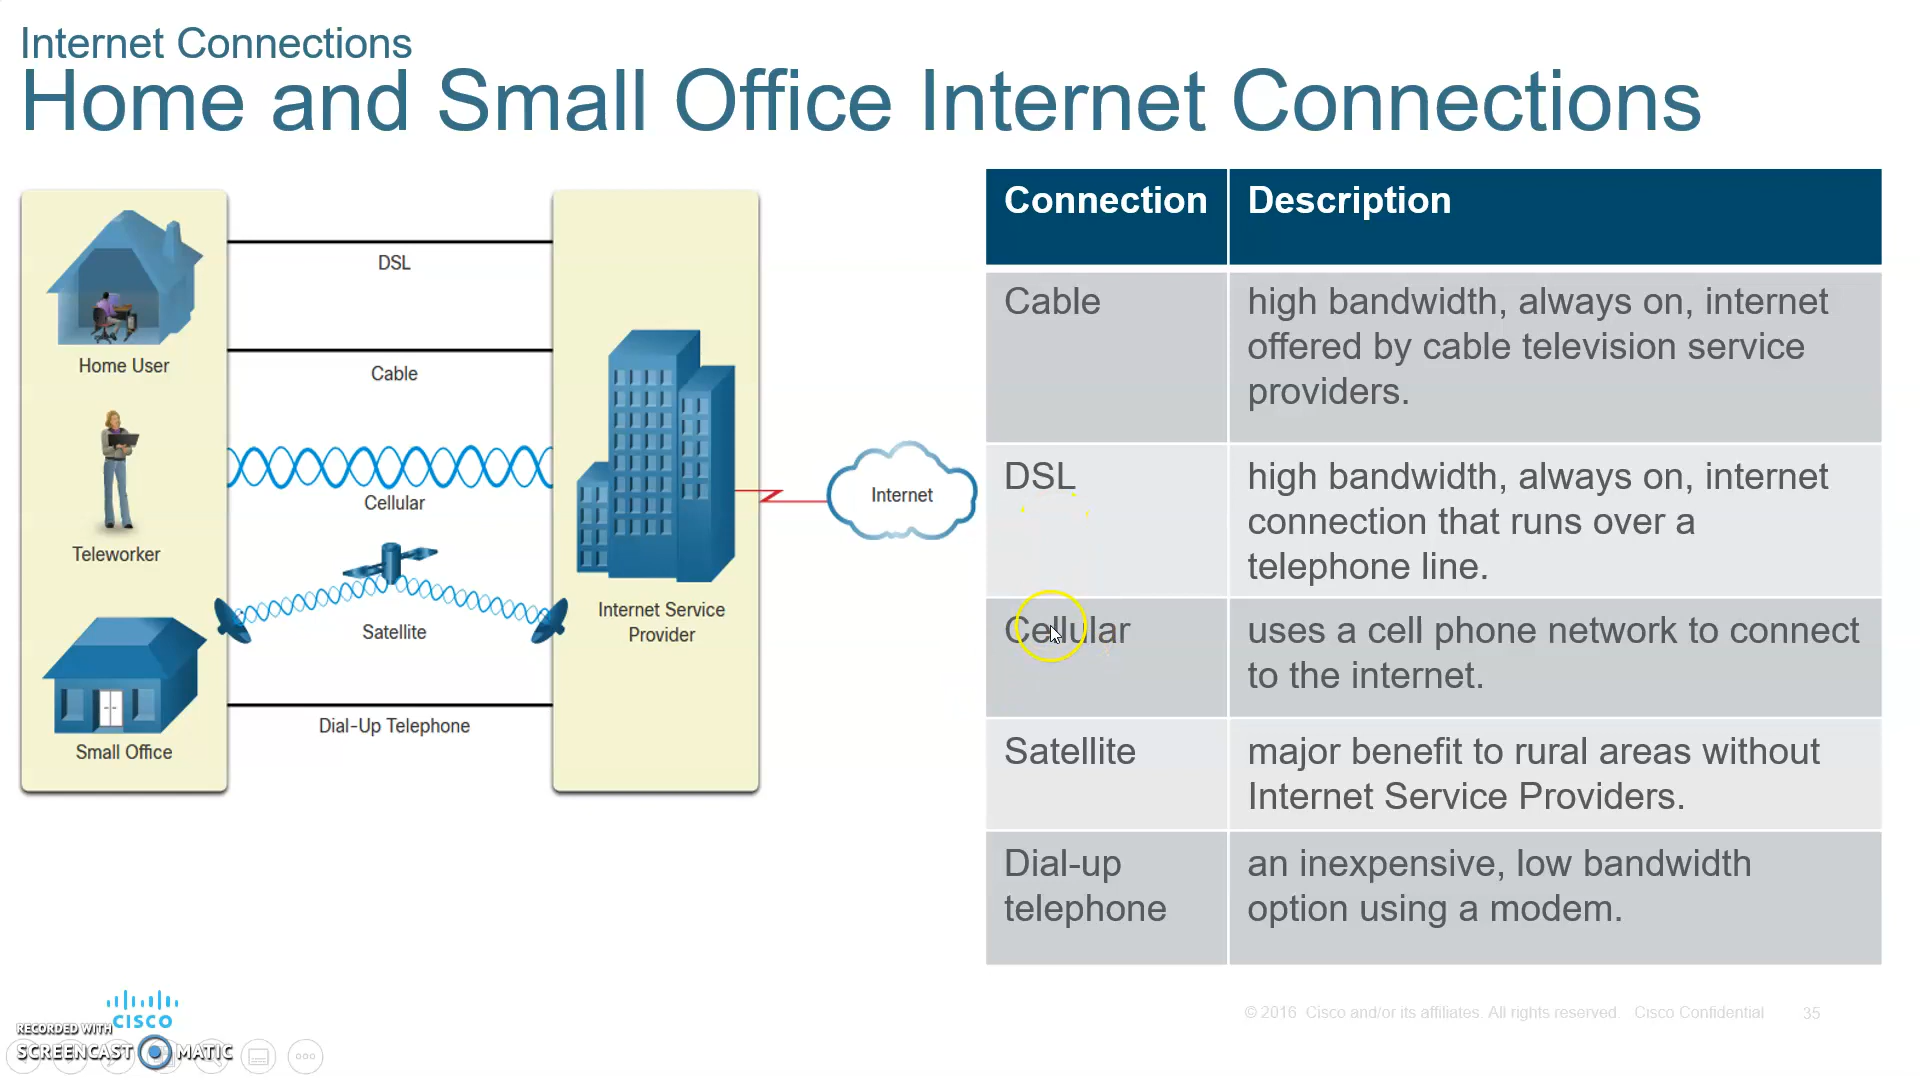 Internet Connections
Home and Small Office Internet Connections
DSL
Home User
Cable
Cellular
Internet
Teleworker
Satellite
Internet Service
Provider
Dial-Up Telephone
Small Office
Connection Description
Cable high bandwidth, always on, internet
offered by cable television service
providers.
DSL high bandwidth, always on, internet
connection that runs over a
telephone line.
Cellular uses a cell phone network to connect
to the internet.
Satellite major benefit to rural areas without
Internet Service Providers.
Dial-up an inexpensive, low bandwidth
telephone option using a modem.
CISCO
© 2016 Cisco and/or its affiliates. All rights reserved. Cisco Confidential 35
RECORDED WITH
SCREENCAST MATIC